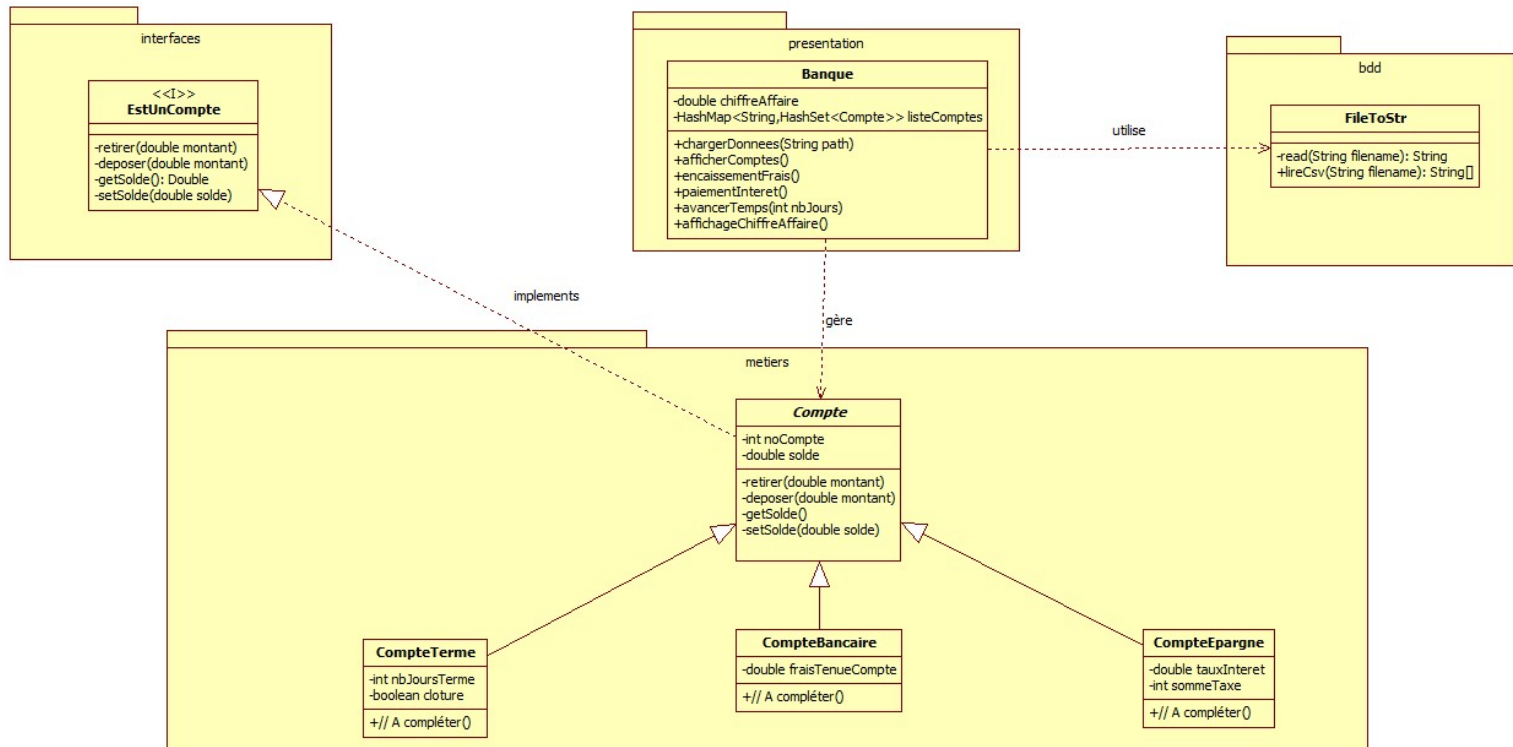 interfaces
<<I>>
EstUnCompte
-retirer(double montant)
-deposer(double montant)
-getSolde(): Double
-setSolde(double solde)
presentation
Banque
-double chiffreAffaire
-HashMap<String,HashSet<Compte>> listeComptes
+chargerDonnees(String path)
+afficherComptes()
+encaissementFrais()
+paiementInteret()
+avancerTemps(int nbJours)
+affichageChiffreAffaire()
utilise
bdd
FileToStr
-read(String filename): String
+lireCsv(String filename): String[]
implements
gère
metiers
Compte
-int noCompte
-double solde
-retirer(double montant)
-deposer(double montant)
-getSolde()
-setSolde(double solde)
CompteTerme
-int nbJoursTerme
-boolean cloture
+// A compléter()
CompteBancaire
-double fraisTenueCompte
+// A compléter()
CompteEpargne
-double tauxInteret
-int sommeTaxe
+// A compléter()